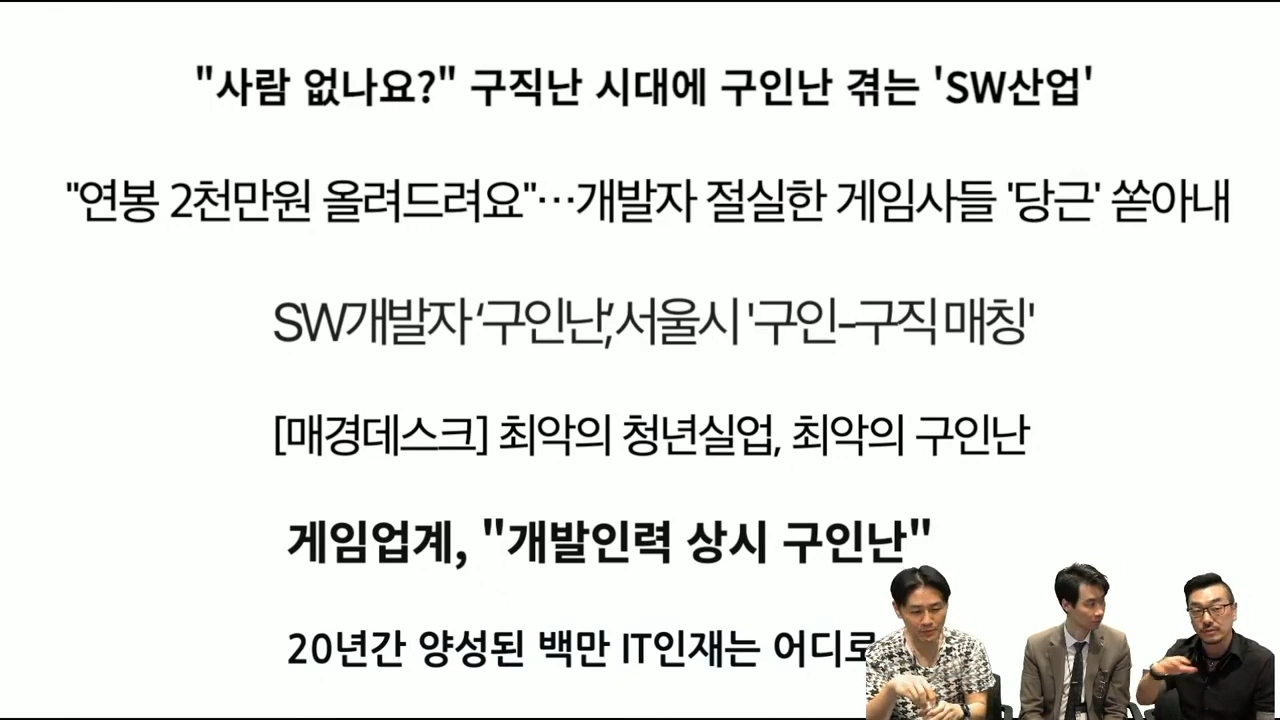 "사람 없나요?" 구직난 시대에 구인난 겪는 'SW산업'
"연봉 2천만원 올려드려요"…개발자 절실한 게임사들 '당근' 쏟아내
SW개발자 ‘구인난’, 서울시 '구인-구직 매칭'
[매경데스크] 최악의 청년실업, 최악의 구인난
게임업계, "개발인력 상시 구인난"
20년간 양성된 백만 IT인재는 어디로